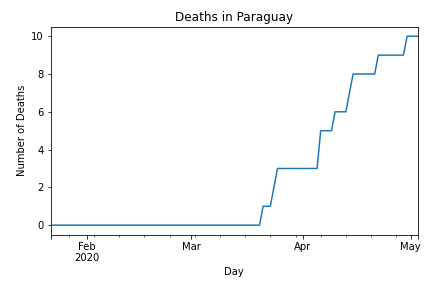 Deaths in Paraguay
10
8
6
4
2
0
Number of Deaths
Feb
2020
Mar
Apr
May
Day